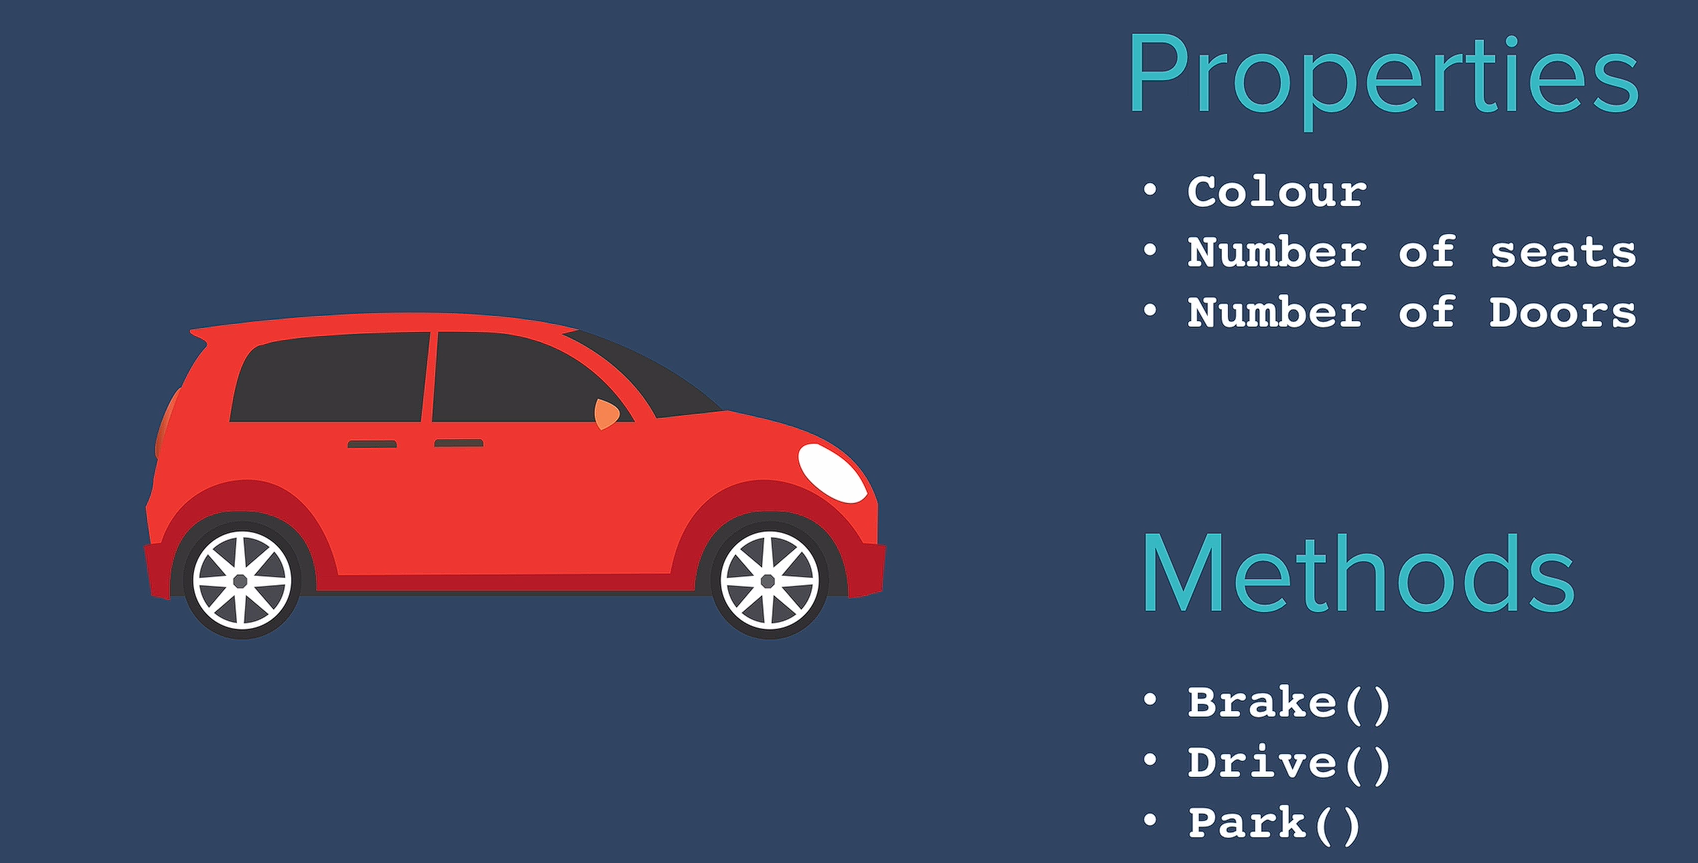 Properties
• Colour
• Number of seats
• Number of Doors
Methods
• Brake()
• Drive()
• Park()